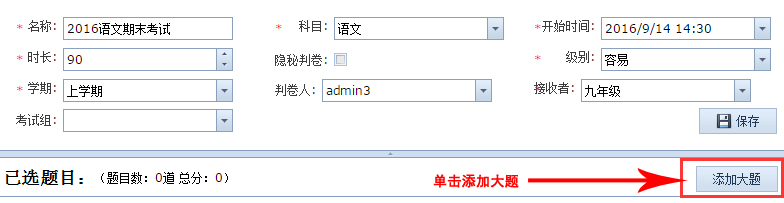 * 名称: 2016语文期末考试 * 科目: 语文 *开始时间: 2016/9/14 14:30
* 时长: 90 隐秘判卷: * 级别: 容易
* 学期: 上学期 判卷人: admin3 接收者: 九年级
考试组: 保存
已选题目: (题目数: 0道 总分: 0) 单击添加大题 添加大题